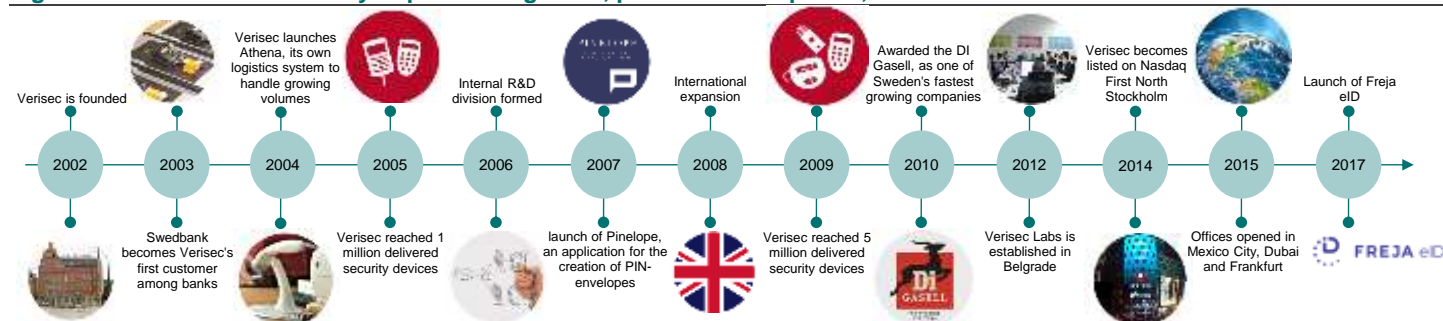 Verisec is founded
Verisec launches
Athena, its own
logistics system to
handle growing
volumes
Internal R&D
division formed
PINELOPE
International
expansion
Awarded the DI
Gasell, as one of
Sweden's fastest
growing companies
Verisec becomes
listed on Nasdaq
First North
Stockholm
Launch of Freja
eID
2002
2003
2004
2005
2006
2007
2008
2009
2010
2012
2014
2015
2017
Swedbank
becomes Verisec's
first customer
among banks
Verisec reached 1
million delivered
security devices
launch of Pinelope,
an application for the
creation of PIN-
envelopes
Verisec reached 5
million delivered
security devices
Di
GASELL
Verisec Labs is
established in
Belgrade
Offices opened in
Mexico City, Dubai
and Frankfurt
FREJA eID